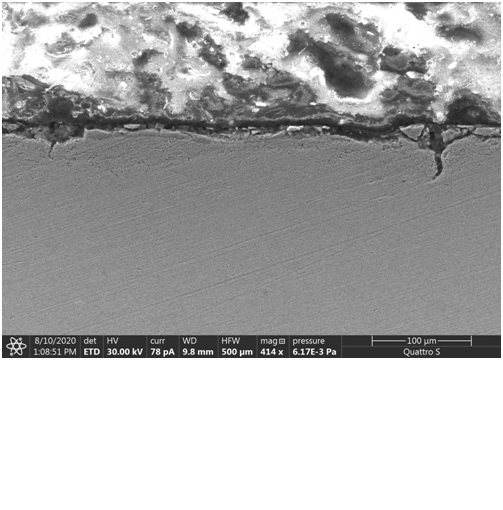 8/10/2020 det HV curr WD HFW mag pressure 100 µm
1:08:51 PM ETD 30.00 kV 78 pA 9.8 mm 500 µm 414 x 6.17E-3 Pa Quattro S